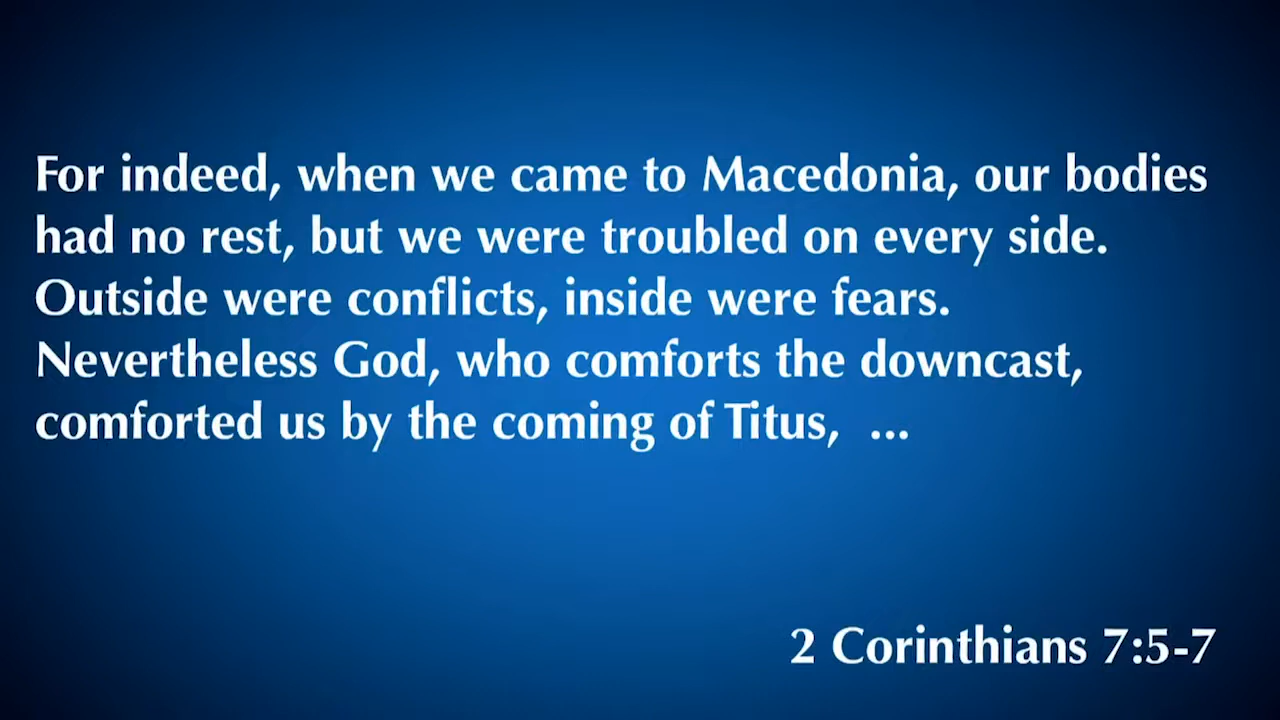 For indeed, when we came to Macedonia, our bodies
had no rest, but we were troubled on every side.
Outside were conflicts, inside were fears.
Nevertheless God, who comforts the downcast,
comforted us by the coming of Titus,  ...
2 Corinthians 7:5-7